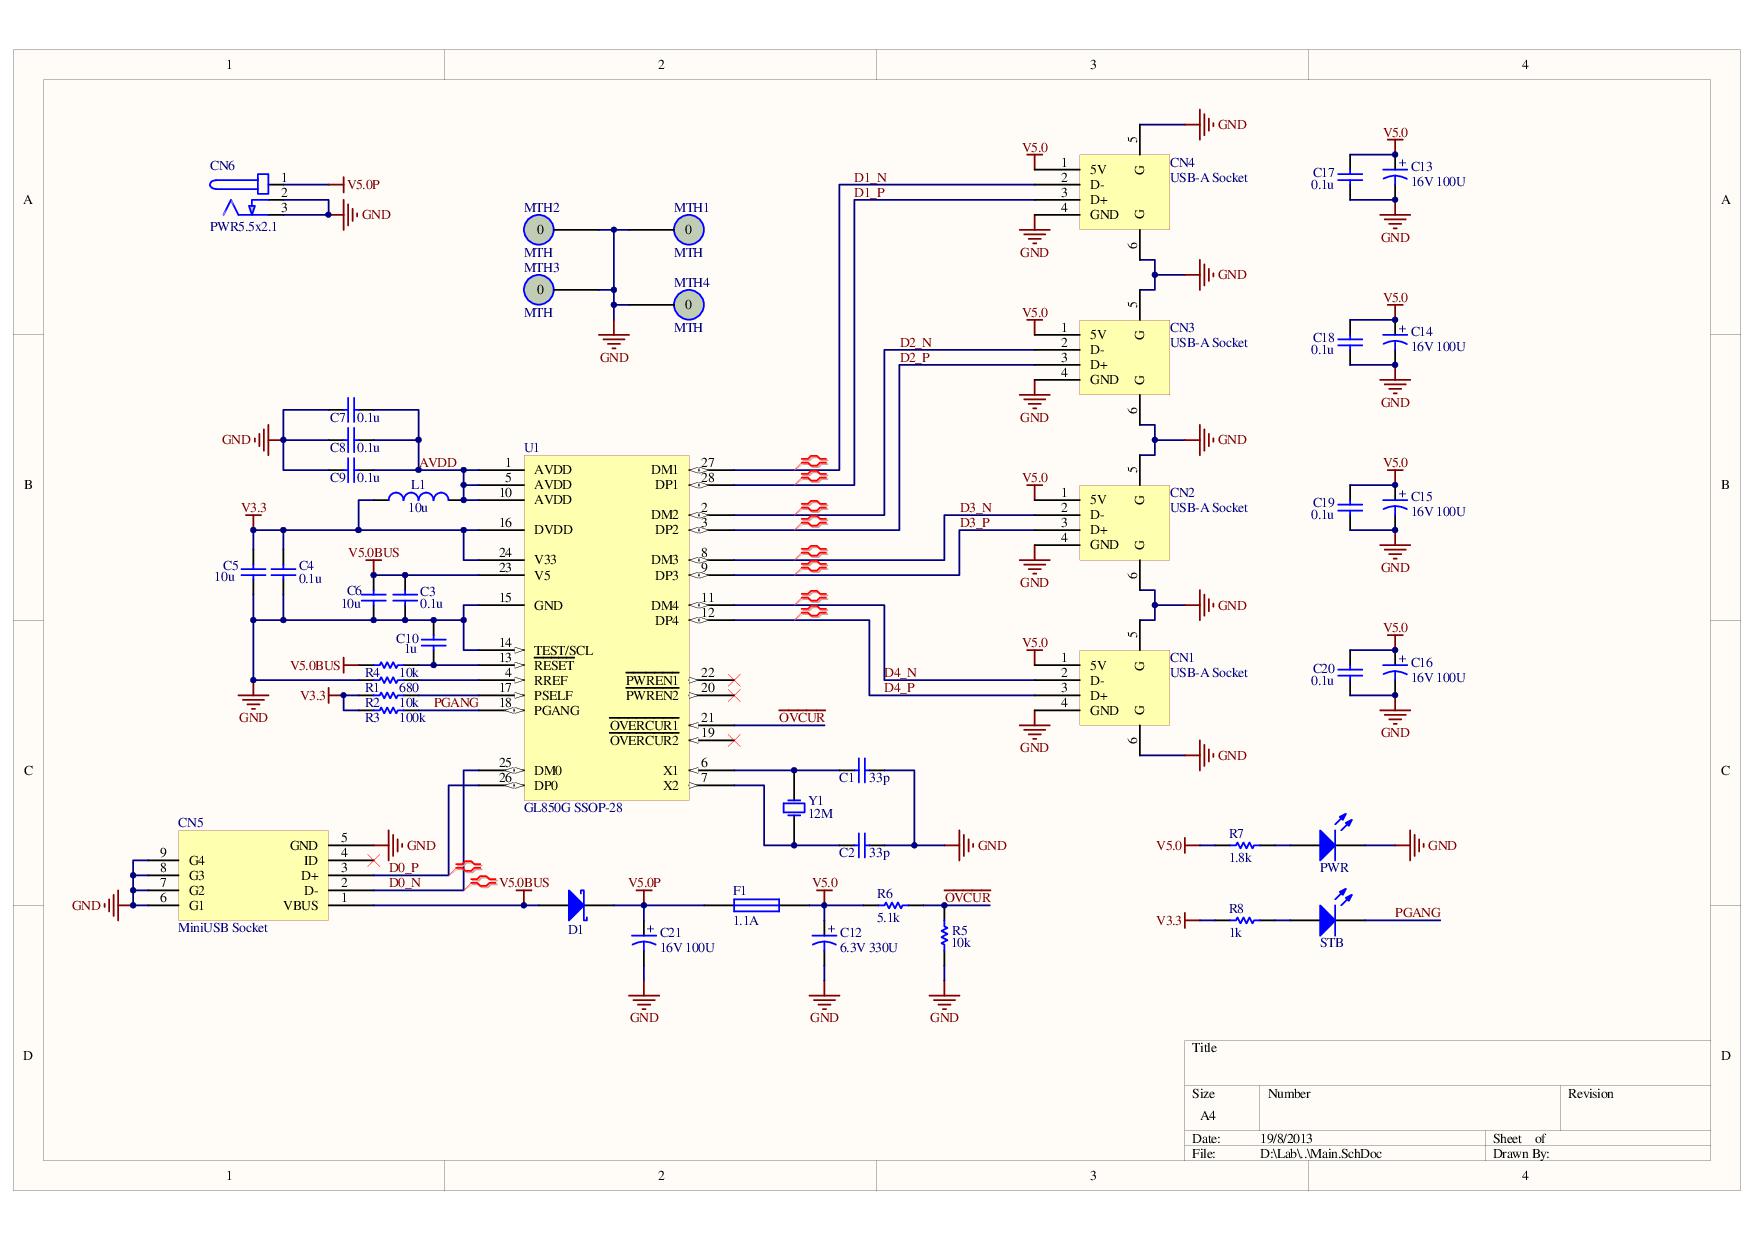 1 2 3 4
A
B
C
D
A
B
C
D
CN6
1
2
3
V5.0P
GND
PWR5.5x2.1
MTH2
0
MTH
MTH1
0
MTH
MTH3
0
MTH
MTH4
0
MTH
GND
V5.0
1 5V
2 D-
3 D+
4 GND
GND
5 G
6 G
GND
CN4
USB-A Socket
D1_N
D1_P
GND
V5.0
1 5V
2 D-
3 D+
4 GND
GND
5 G
6 G
CN3
USB-A Socket
D2_N
D2_P
GND
V5.0
1 5V
2 D-
3 D+
4 GND
GND
5 G
6 G
CN2
USB-A Socket
D3_N
D3_P
GND
V5.0
1 5V
2 D-
3 D+
4 GND
GND
5 G
6 G
CN1
USB-A Socket
D4_N
D4_P
GND
V5.0
C17
0.1u
C13
16V 100U
GND
V5.0
C18
0.1u
C14
16V 100U
GND
V5.0
C19
0.1u
C15
16V 100U
GND
V5.0
C20
0.1u
C16
16V 100U
GND
GND
C7 0.1u
C8 0.1u
C9 0.1u
AVDD
L1
10u
V3.3
C5
10u
C4
0.1u
V5.0BUS
C6
10u
C3
0.1u
C10
1u
V5.0BUS
R4 10k
R1 680
V3.3
R2 10k
PGANG
R3 100k
GND
U1
1 AVDD
5 AVDD
10 AVDD
16 DVDD
24 V33
23 V5
15 GND
14 TEST/SCL
13 RESET
4 RREF
17 PSELF
18 PGANG
25 DM0
26 DP0
DM1 27
DP1 28
DM2 2
DP2 3
DM3 8
DP3 9
DM4 11
DP4 12
PWREN1 22
PWREN2 20
OVERCUR1 21
OVERCUR2 19
X1 6
X2 7
GL850G SSOP-28
OVCUR
C1 33p
Y1
12M
C2 33p
GND
CN5
GND
9 G4
8 G3
7 G2
6 G1
GND 5
ID 4
D+ 3
D- 2
VBUS 1
MiniUSB Socket
GND
D0_P
D0_N
V5.0BUS
D1
V5.0P
C21
16V 100U
GND
F1
1.1A
V5.0
C12
6.3V 330U
GND
R6
5.1k
OVCUR
R5
10k
GND
V5.0
R7
1.8k
PWR
GND
V3.3
R8
1k
STB
PGANG
Title
Size
A4
Number
Revision
Date: 19/8/2013
Sheet of
File: D:\Lab\..\Main.SchDoc
Drawn By:
1 2 3 4